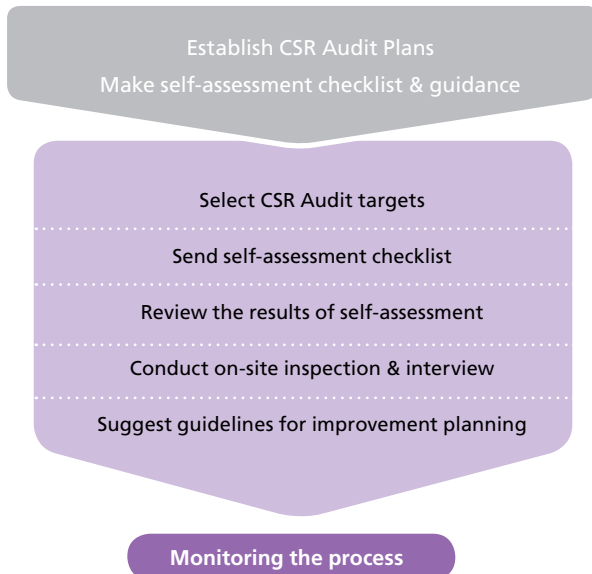 Establish CSR Audit Plans
Make self-assessment checklist & guidance
Select CSR Audit targets
Send self-assessment checklist
Review the results of self-assessment
Conduct on-site inspection & interview
Suggest guidelines for improvement planning
Monitoring the process